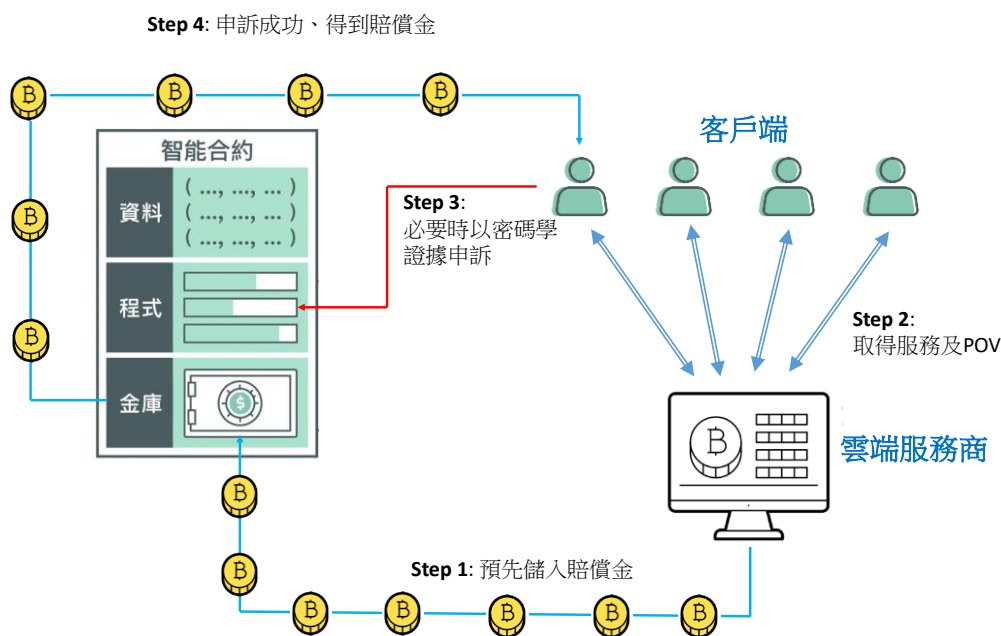 Step 4: 申訴成功、得到賠償金
客戶端
智能合約
資料
( ..., ..., ... )
( ..., ..., ... )
( ..., ..., ... )
Step 3:
必要時以密碼學
證據申訴
程式
Step 2:
取得服務及POV
金庫
$
雲端服務商
Step 1: 預先儲入賠償金